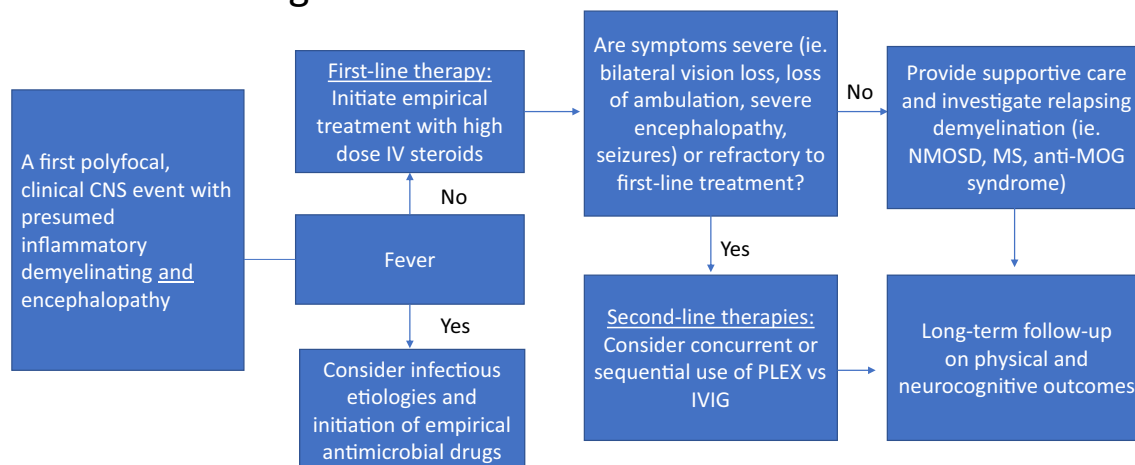 A first polyfocal,
clinical CNS event with
presumed
inflammatory
demyelinating and
encephalopathy
First-line therapy:
Initiate empirical
treatment with high
dose IV steroids
No
Fever
Yes
Consider infectious
etiologies and
initiation of empirical
antimicrobial drugs
Are symptoms severe (ie.
bilateral vision loss, loss
of ambulation, severe
encephalopathy,
seizures) or refractory to
first-line treatment?
No
Yes
Provide supportive care
and investigate relapsing
demyelination (ie.
NMOSD, MS, anti-MOG
syndrome)
Second-line therapies:
Consider concurrent or
sequential use of PLEX vs
IVIG
Long-term follow-up
on physical and
neurocognitive outcomes